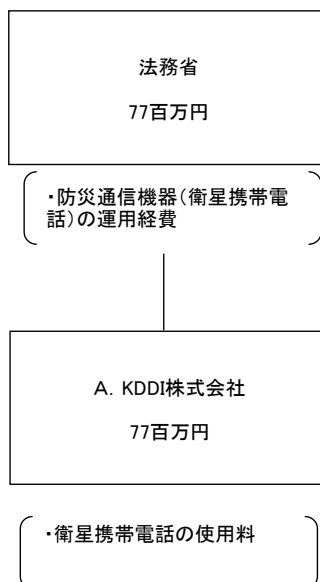 法務省
77百万円
・防災通信機器(衛星携帯電
話)の運用経費
A. KDDI株式会社
77百万円
・衛星携帯電話の使用料